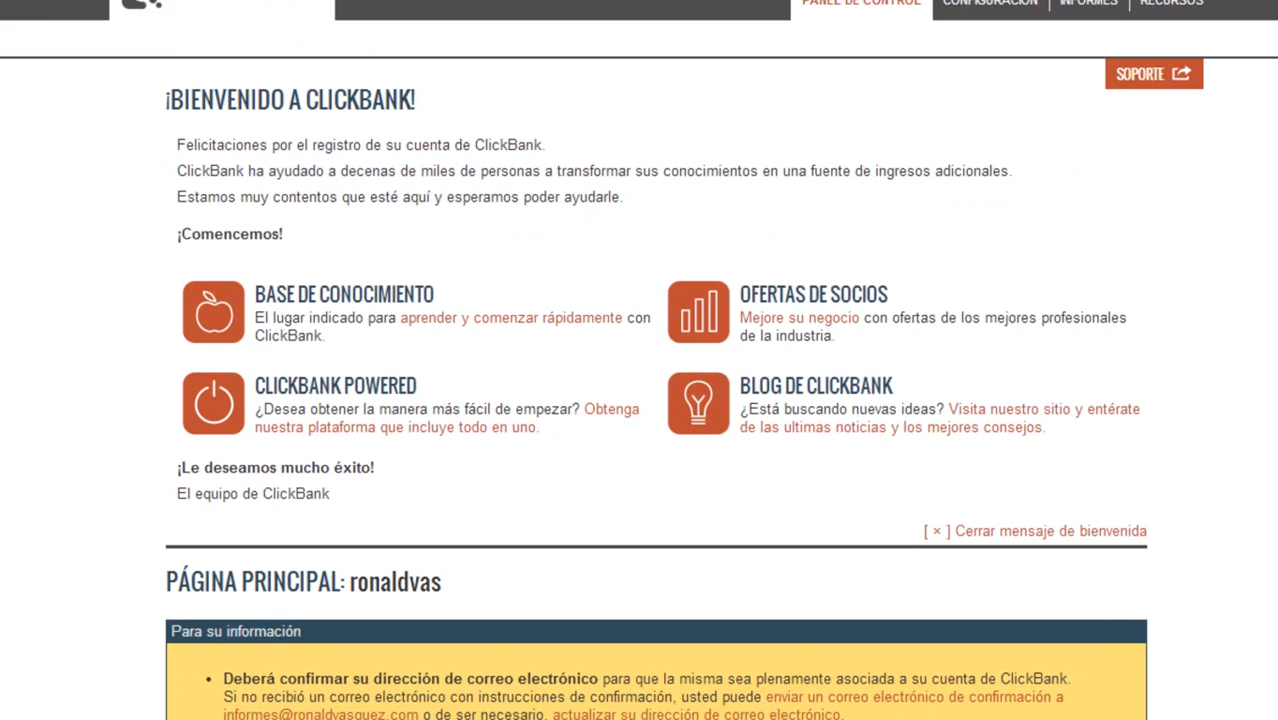 PANEL DE CONTROL CONFIGURACIÓN INFORMES RECURSOS
SOPORTE
¡BIENVENIDO A CLICKBANK!
Felicitaciones por el registro de su cuenta de ClickBank.
ClickBank ha ayudado a decenas de miles de personas a transformar sus conocimientos en una fuente de ingresos adicionales.
Estamos muy contentos que esté aquí y esperamos poder ayudarle.
¡Comencemos!
BASE DE CONOCIMIENTO
El lugar indicado para aprender y comenzar rápidamente con
ClickBank.
OFERTAS DE SOCIOS
Mejore su negocio con ofertas de los mejores profesionales
de la industria.
CLICKBANK POWERED
¿Desea obtener la manera más fácil de empezar? Obtenga
nuestra plataforma que incluye todo en uno.
BLOG DE CLICKBANK
¿Está buscando nuevas ideas? Visita nuestro sitio y entérate
de las ultimas noticias y los mejores consejos.
¡Le deseamos mucho éxito!
El equipo de ClickBank
[ × ] Cerrar mensaje de bienvenida
PÁGINA PRINCIPAL: ronaldvas
Para su información
• Deberá confirmar su dirección de correo electrónico para que la misma sea plenamente asociada a su cuenta de ClickBank.
Si no recibió un correo electrónico con instrucciones de confirmación, usted puede enviar un correo electrónico de confirmación a
informes@ronaldvasquez.com o de ser necesario, actualizar su dirección de correo electrónico.